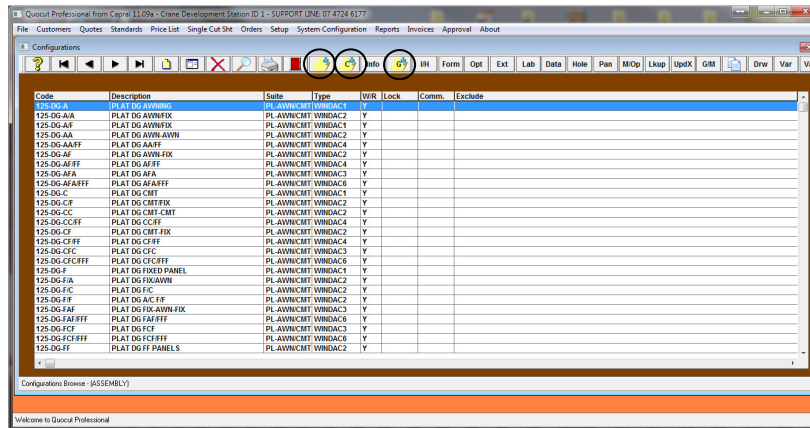 Quocut Professional from Capral 11.09a - Crane Development Station ID 1 - SUPPORT LINE: 07 4724 6177
File Customers Quotes Standards Price List Single Cut Sht Orders Setup System Configuration Reports Invoices Approval About
Configurations
? C Info G I/H Form Opt Ext Lab Data Hole Pan M/Op Lkup UpdX G/M Drw Var
Code Description Suite Type W/R Lock Comm. Exclude
125-DG-A PLAT DG AWNING PL-AWN/CMT WINDAC1 Y
125-DG-A/A PLAT DG AWN/FIX PL-AWN/CMT WINDAC2 Y
125-DG-A/F PLAT DG AWN/FIX PL-AWN/CMT WINDAC1 Y
125-DG-AA PLAT DG AWN-AWN PL-AWN/CMT WINDAC2 Y
125-DG-AA/FF PLAT DG AA/FF PL-AWN/CMT WINDAC4 Y
125-DG-AF PLAT DG AWN-FIX PL-AWN/CMT WINDAC2 Y
125-DG-AF/FF PLAT DG AF/FF PL-AWN/CMT WINDAC4 Y
125-DG-AFA PLAT DG AFA PL-AWN/CMT WINDAC3 Y
125-DG-AFA/FFF PLAT DG AFA/FFF PL-AWN/CMT WINDAC6 Y
125-DG-C PLAT DG CMT PL-AWN/CMT WINDAC1 Y
125-DG-C/F PLAT DG CMT/FIX PL-AWN/CMT WINDAC2 Y
125-DG-CC PLAT DG CMT-CMT PL-AWN/CMT WINDAC2 Y
125-DG-CC/FF PLAT DG CC/FF PL-AWN/CMT WINDAC4 Y
125-DG-CF PLAT DG CMT-FIX PL-AWN/CMT WINDAC2 Y
125-DG-CF/FF PLAT DG CF/FF PL-AWN/CMT WINDAC4 Y
125-DG-CFC PLAT DG CFC PL-AWN/CMT WINDAC3 Y
125-DG-CFC/FFF PLAT DG CFC/FFF PL-AWN/CMT WINDAC6 Y
125-DG-F PLAT DG FIXED PANEL PL-AWN/CMT WINDAC1 Y
125-DG-F/A PLAT DG FIX/AWN PL-AWN/CMT WINDAC2 Y
125-DG-F/C PLAT DG F/C PL-AWN/CMT WINDAC2 Y
125-DG-F/F PLAT DG A/C F/F PL-AWN/CMT WINDAC2 Y
125-DG-FAF PLAT DG FIX-AWN-FIX PL-AWN/CMT WINDAC3 Y
125-DG-FAF/FFF PLAT DG FAF/FFF PL-AWN/CMT WINDAC6 Y
125-DG-FCF PLAT DG FCF PL-AWN/CMT WINDAC3 Y
125-DG-FCF/FFF PLAT DG FCF/FFF PL-AWN/CMT WINDAC6 Y
125-DG-FF PLAT DG FF PANELS PL-AWN/CMT WINDAC2 Y
Configurations Browse - (ASSEMBLY)
Welcome to Quocut Professional